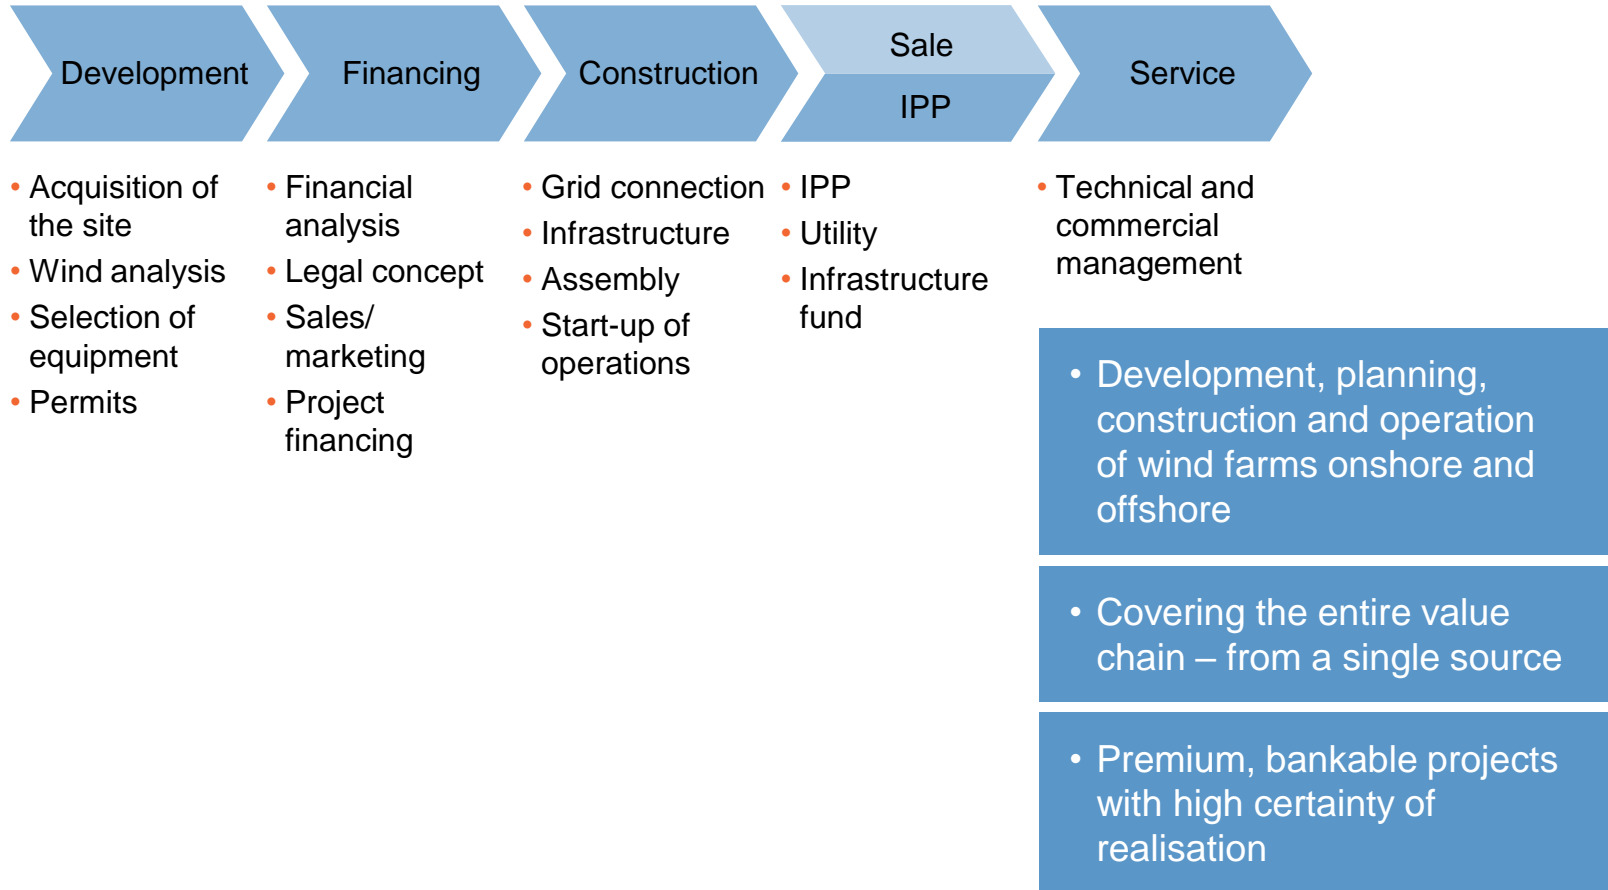 Development
Financing
Construction
Sale
IPP
Service
• Acquisition of
the site
• Wind analysis
• Selection of
equipment
• Permits
• Financial
analysis
• Legal concept
• Sales/
marketing
• Project
financing
• Grid connection
• Infrastructure
• Assembly
• Start-up of
operations
• IPP
• Utility
• Infrastructure
fund
• Technical and
commercial
management
• Development, planning,
construction and operation
of wind farms onshore and
offshore
• Covering the entire value
chain – from a single source
• Premium, bankable projects
with high certainty of
realisation